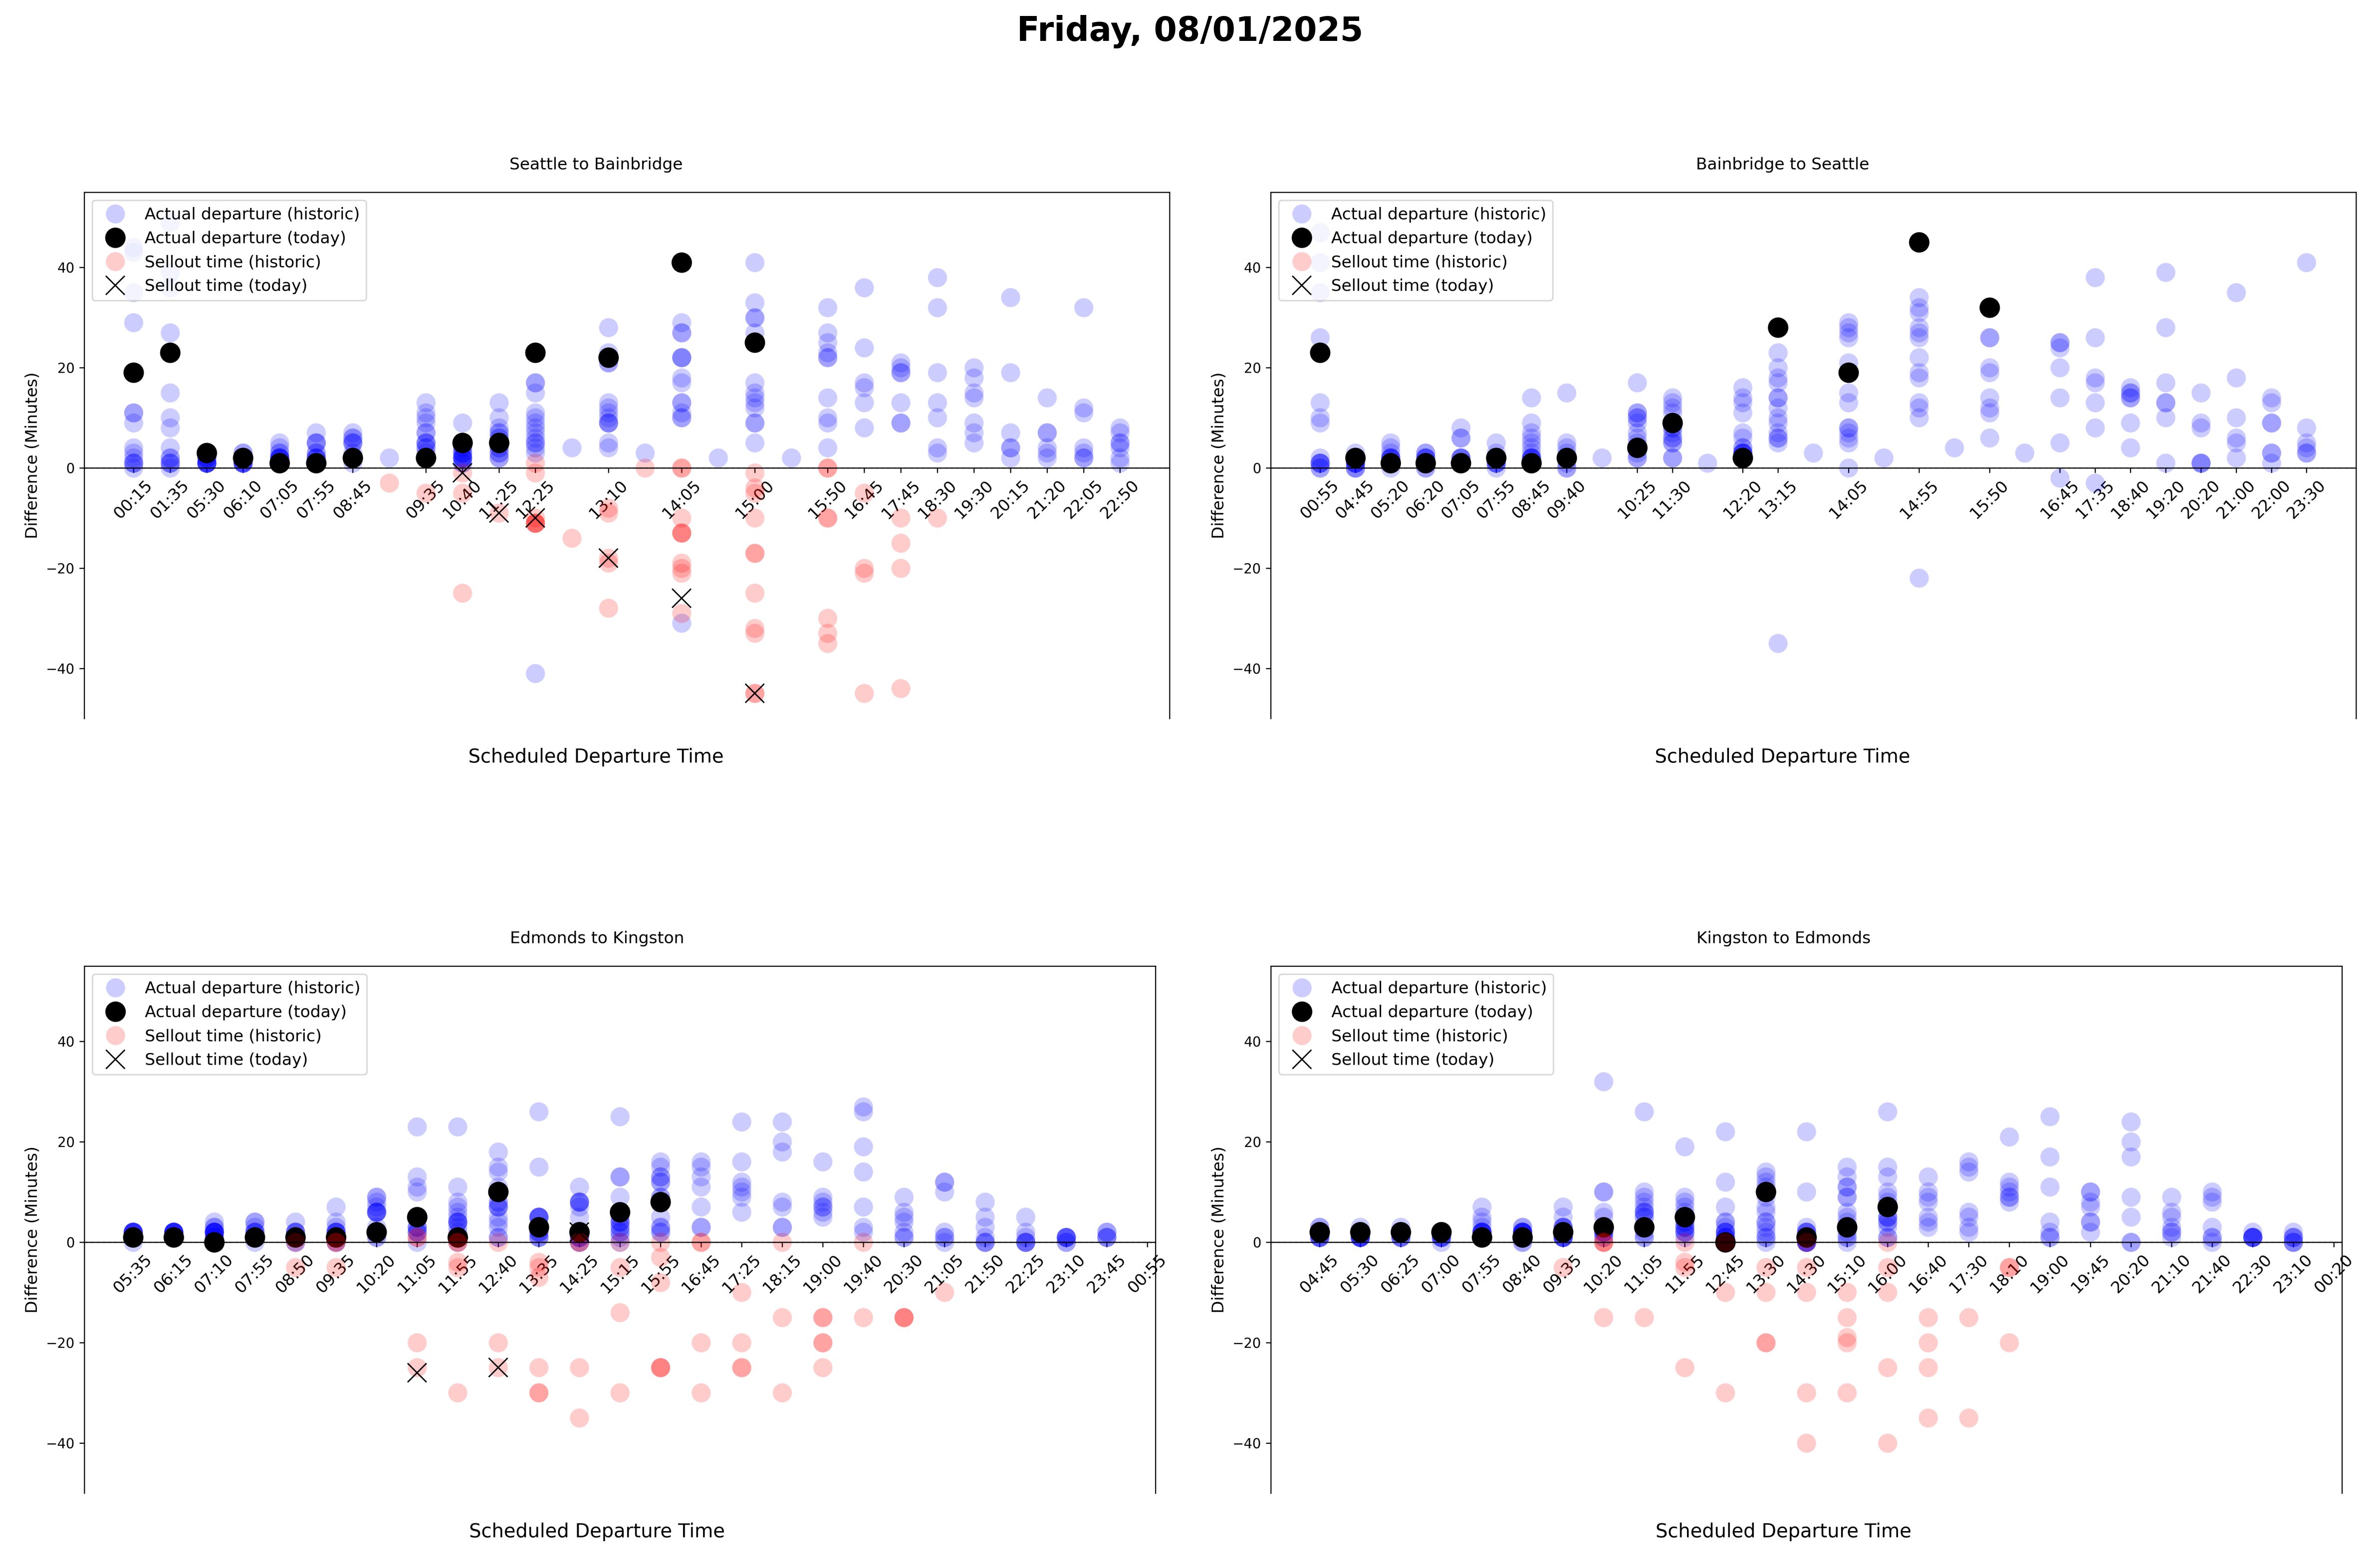 Friday, 08/01/2025
Seattle to Bainbridge
Actual departure (historic)
Actual departure (today)
Sellout time (historic)
Sellout time (today)
Difference (Minutes)
40
20
0
−20
−40
00:15 01:35 05:30 06:10 07:05 07:55 08:45 09:35 10:40 11:25 12:25 13:10 14:05 15:00 15:50 16:45 17:45 18:30 19:30 20:15 21:20 22:05 22:50
Scheduled Departure Time
Bainbridge to Seattle
Actual departure (historic)
Actual departure (today)
Sellout time (historic)
Sellout time (today)
Difference (Minutes)
40
20
0
−20
−40
00:55 04:45 05:20 06:20 07:05 07:55 08:45 09:40 10:25 11:30 12:20 13:15 14:05 14:55 15:50 16:45 17:35 18:40 19:20 20:20 21:00 22:00 23:30
Scheduled Departure Time
Edmonds to Kingston
Actual departure (historic)
Actual departure (today)
Sellout time (historic)
Sellout time (today)
Difference (Minutes)
40
20
0
−20
−40
05:35 06:15 07:10 07:55 08:50 09:35 10:20 11:05 11:55 12:40 13:35 14:25 15:15 15:55 16:45 17:25 18:15 19:00 19:40 20:30 21:05 21:50 22:25 23:10 23:45 00:55
Scheduled Departure Time
Kingston to Edmonds
Actual departure (historic)
Actual departure (today)
Sellout time (historic)
Sellout time (today)
Difference (Minutes)
40
20
0
−20
−40
04:45 05:30 06:25 07:00 07:55 08:40 09:35 10:20 11:05 11:55 12:45 13:30 14:30 15:10 16:00 16:40 17:30 18:10 19:00 19:45 20:20 21:10 21:40 22:30 23:10 00:20
Scheduled Departure Time